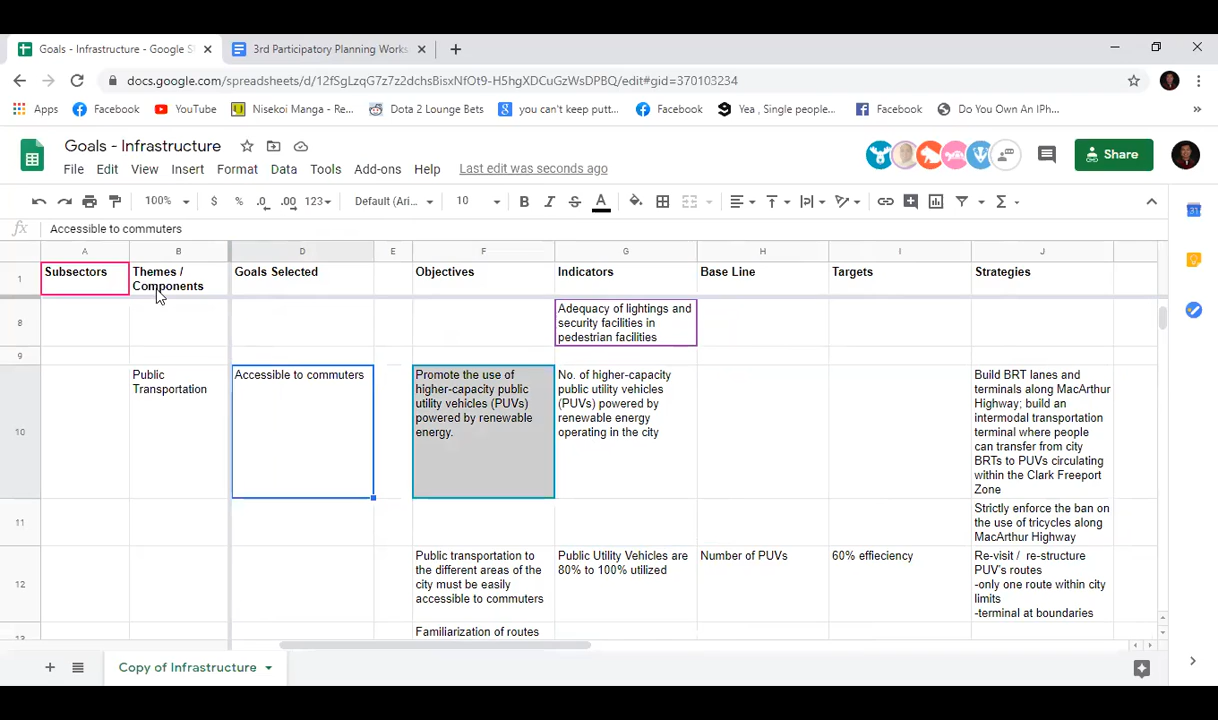 Goals - Infrastructure - Google S
3rd Participatory Planning Works
docs.google.com/spreadsheets/d/12fSgLzqG7z7z2dchsBisxNfOt9-H5hgXDCuGzWsDPBQ/edit#gid=370103234
Apps Facebook YouTube Nisekoi Manga - Re... Dota 2 Lounge Bets you can't keep putt... Facebook Yea , Single people... Facebook Do You Own An IPh... »
Goals - Infrastructure
Share
File Edit View Insert Format Data Tools Add-ons Help Last edit was seconds ago
100% $ % .0 .00 123 Default (Ari... 10 B I S A Σ
fx Accessible to commuters
A B D E F G H I J
1 Subsectors Themes / Goals Selected Objectives Indicators Base Line Targets Strategies
Components
8 Adequacy of lightings and
security facilities in
pedestrian facilities
9
10
Public
Transportation
Accessible to commuters
Promote the use of
higher-capacity public
utility vehicles (PUVs)
powered by renewable
energy.
No. of higher-capacity
public utility vehicles
(PUVs) powered by
renewable energy
operating in the city
Build BRT lanes and
terminals along MacArthur
Highway; build an
intermodal transportation
terminal where people
can transfer from city
BRTs to PUVs circulating
within the Clark Freeport
Zone
11
Strictly enforce the ban on
the use of tricycles along
MacArthur Highway
12
Public transportation to
the different areas of the
city must be easily
accessible to commuters
Public Utility Vehicles are
80% to 100% utilized
Number of PUVs
60% effieciency
Re-visit / re-structure
PUV's routes
-only one route within city
limits
-terminal at boundaries
13
Familiarization of routes
Copy of Infrastructure
31